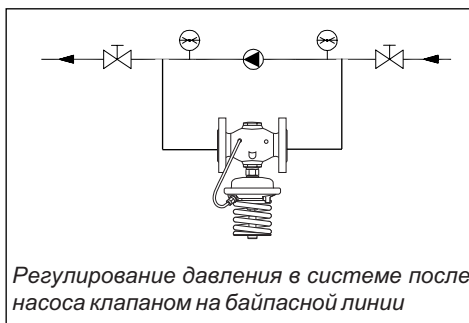 Регулирование давления в системе после
насоса клапаном на байпасной линии